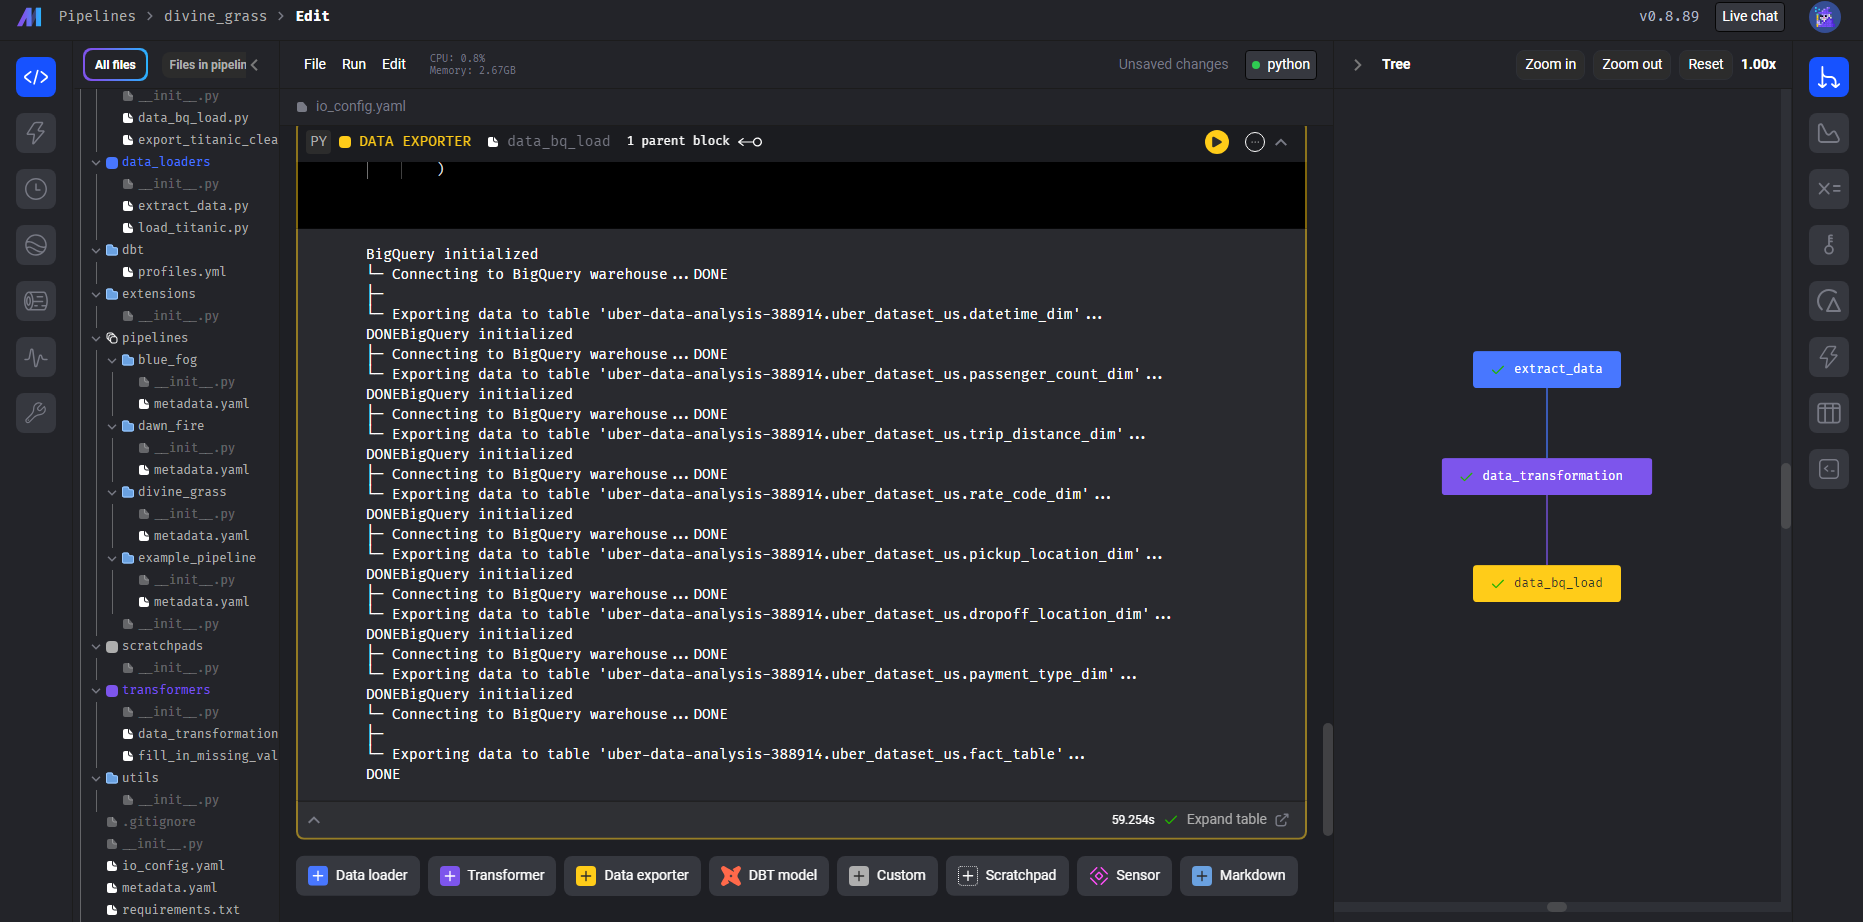 Pipelines > divine_grass > Edit
v0.8.89
Live chat
All files
Files in pipelin
File Run Edit
CPU: 0.8%
Memory: 2.67GB
Unsaved changes
python
Tree
Zoom in
Zoom out
Reset
1.00x
__init__.py
data_bq_load.py
export_titanic_clea
data_loaders
__init__.py
extract_data.py
load_titanic.py
dbt
profiles.yml
extensions
__init__.py
pipelines
blue_fog
__init__.py
metadata.yaml
dawn_fire
__init__.py
metadata.yaml
divine_grass
__init__.py
metadata.yaml
example_pipeline
__init__.py
metadata.yaml
__init__.py
scratchpads
__init__.py
transformers
__init__.py
data_transformation
fill_in_missing_val
utils
__init__.py
.gitignore
__init__.py
io_config.yaml
metadata.yaml
requirements.txt
io_config.yaml
PY DATA EXPORTER data_bq_load 1 parent block
)
BigQuery initialized
└─ Connecting to BigQuery warehouse...DONE
├─
└─ Exporting data to table 'uber-data-analysis-388914.uber_dataset_us.datetime_dim'...
DONEBigQuery initialized
├─ Connecting to BigQuery warehouse...DONE
└─ Exporting data to table 'uber-data-analysis-388914.uber_dataset_us.passenger_count_dim'...
DONEBigQuery initialized
├─ Connecting to BigQuery warehouse...DONE
└─ Exporting data to table 'uber-data-analysis-388914.uber_dataset_us.trip_distance_dim'...
DONEBigQuery initialized
├─ Connecting to BigQuery warehouse...DONE
└─ Exporting data to table 'uber-data-analysis-388914.uber_dataset_us.rate_code_dim'...
DONEBigQuery initialized
├─ Connecting to BigQuery warehouse...DONE
└─ Exporting data to table 'uber-data-analysis-388914.uber_dataset_us.pickup_location_dim'...
DONEBigQuery initialized
├─ Connecting to BigQuery warehouse...DONE
└─ Exporting data to table 'uber-data-analysis-388914.uber_dataset_us.dropoff_location_dim'...
DONEBigQuery initialized
├─ Connecting to BigQuery warehouse...DONE
└─ Exporting data to table 'uber-data-analysis-388914.uber_dataset_us.payment_type_dim'...
DONEBigQuery initialized
└─ Connecting to BigQuery warehouse...DONE
├─
└─ Exporting data to table 'uber-data-analysis-388914.uber_dataset_us.fact_table'...
DONE
59.254s
Expand table
Data loader
Transformer
Data exporter
DBT model
Custom
Scratchpad
Sensor
Markdown
extract_data
data_transformation
data_bq_load